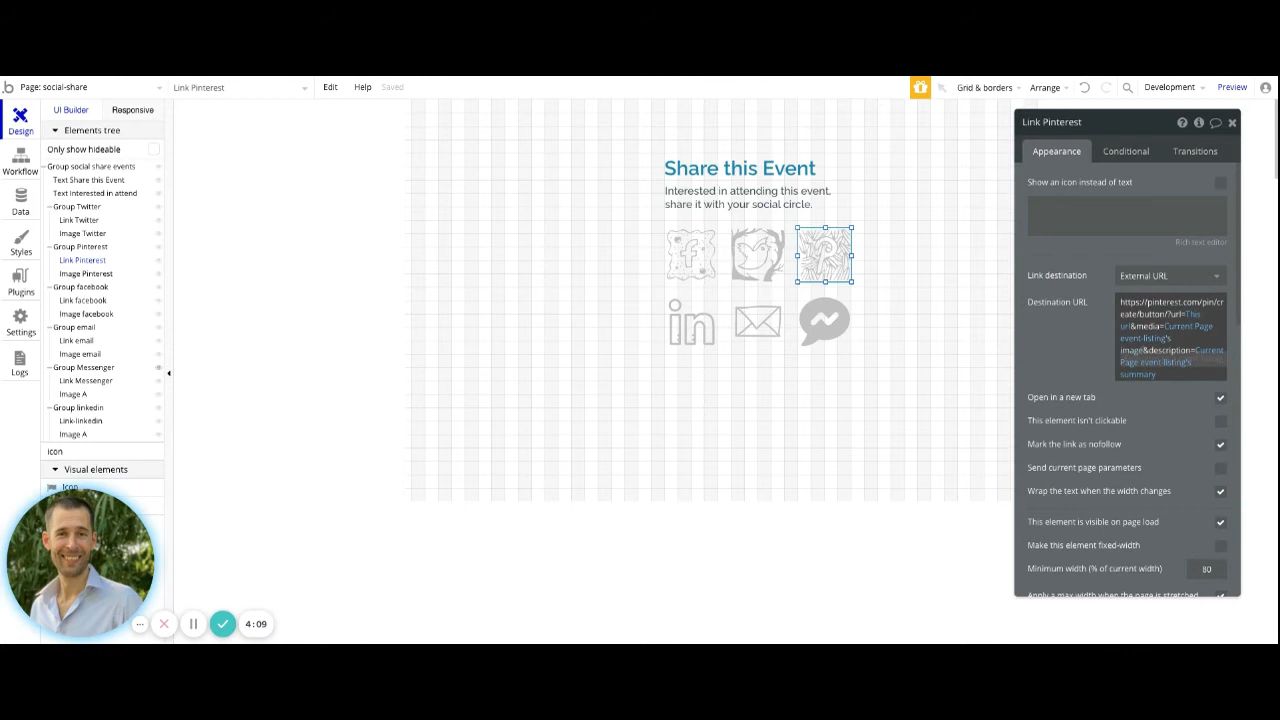 Page: social-share
Link Pinterest
Edit
Help
Saved
Grid & borders
Arrange
Development
Preview
Design
Workflow
Data
Styles
Plugins
Settings
Logs
UI Builder
Responsive
Elements tree
Only show hideable
Group social share events
Text Share this Event
Text Interested in attend
Group Twitter
Link Twitter
Image Twitter
Group Pinterest
Link Pinterest
Image Pinterest
Group facebook
Link facebook
Image facebook
Group email
Link email
Image email
Group Messenger
Link Messenger
Image A
Group linkedin
Link-linkedin
Image A
icon
Visual elements
Icon
4:09
Share this Event
Interested in attending this event,
share it with your social circle.
in
Link Pinterest
Appearance
Conditional
Transitions
Show an icon instead of text
Rich text editor
Link destination
External URL
Destination URL
https://pinterest.com/pin/cr
eate/button/?url=This
url&media=Current Page
event-listing's
image&description=Current
Page event-listing's
summary
Open in a new tab
This element isn't clickable
Mark the link as nofollow
Send current page parameters
Wrap the text when the width changes
This element is visible on page load
Make this element fixed-width
Minimum width (% of current width)
80
Apply a max width when the page is stretched